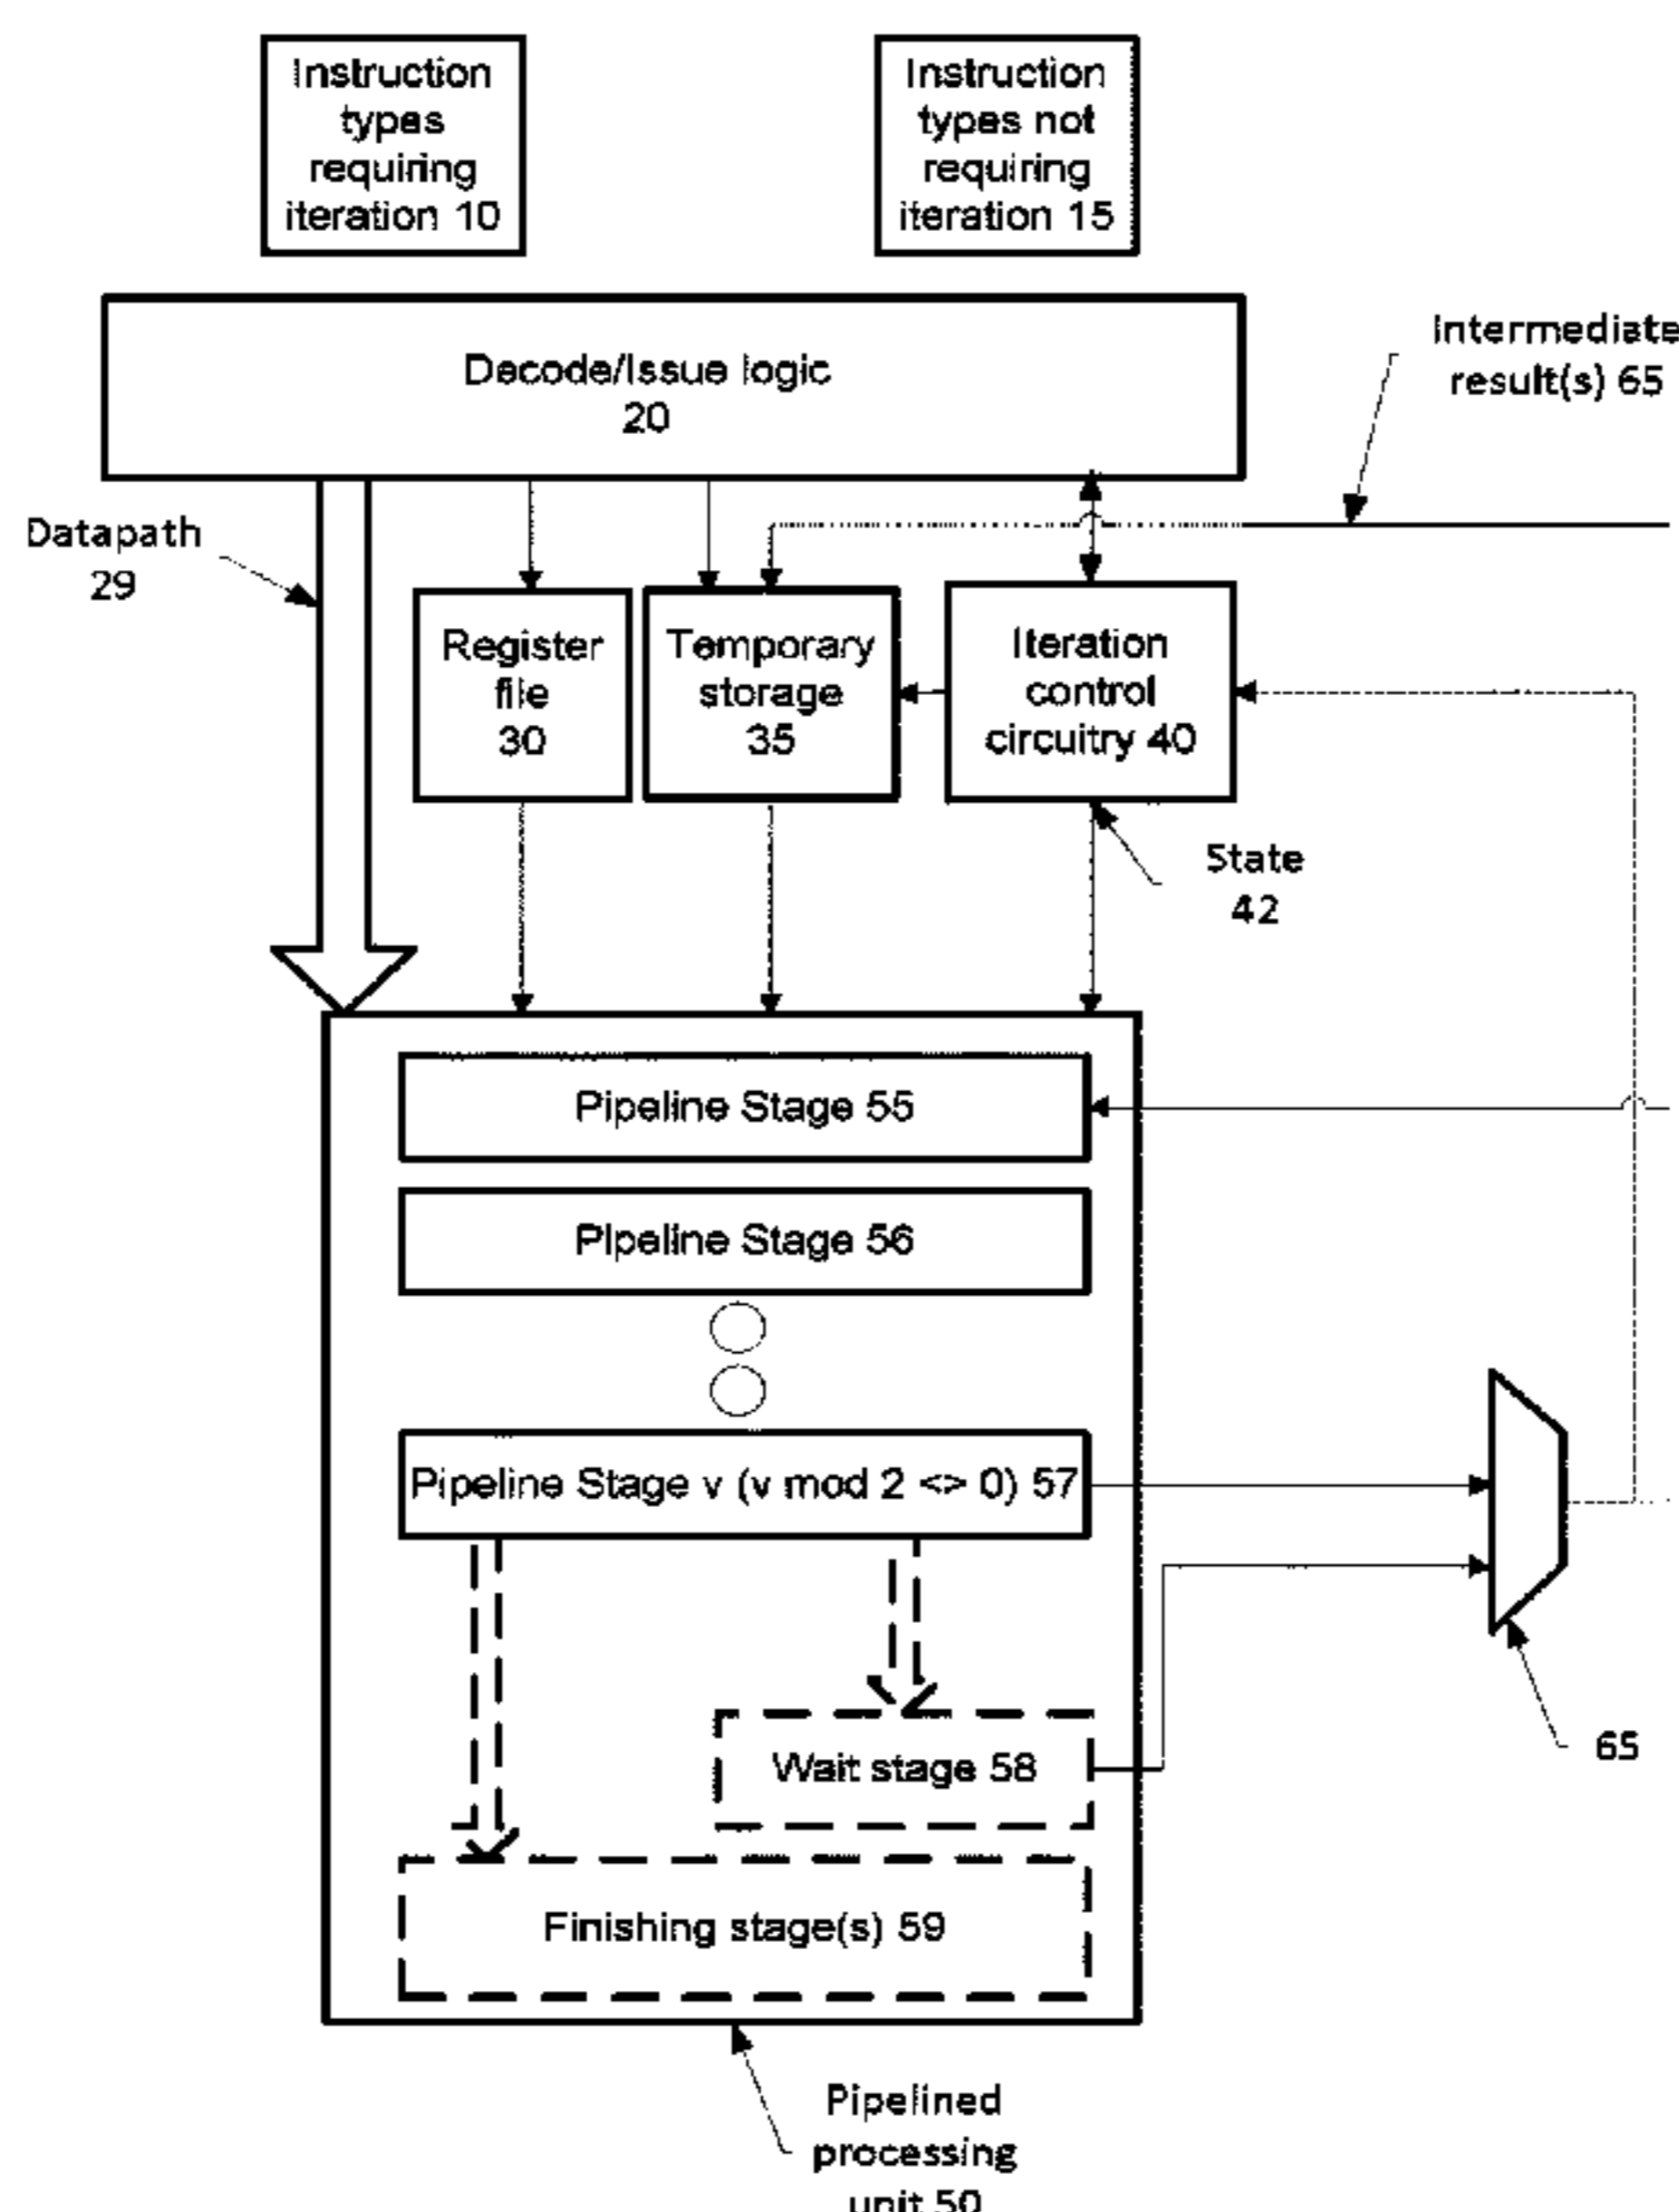 Instruction
types
requiring
iteration 10
Instruction
types not
requiring
iteration 15
Decode/Issue logic
20
Intermediate
result(s) 65
Datapath
29
Register
file
30
Temporary
storage
35
Iteration
control
circuitry 40
State
42
Pipeline Stage 55
Pipeline Stage 56
Pipeline Stage v (v mod 2 <> 0) 57
Wait stage 58
65
Finishing stage(s) 59
Pipelined
processing
unit 50